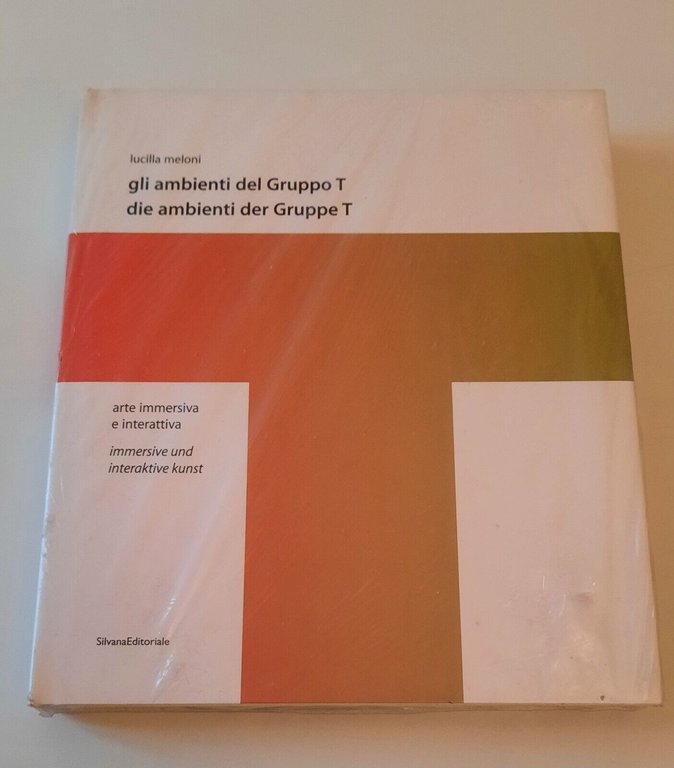 lucilla meloni
gli ambienti del Gruppo T
die ambienti der Gruppe T
arte immersiva
e interattiva
immersive und
interaktive kunst
SilvanaEditoriale